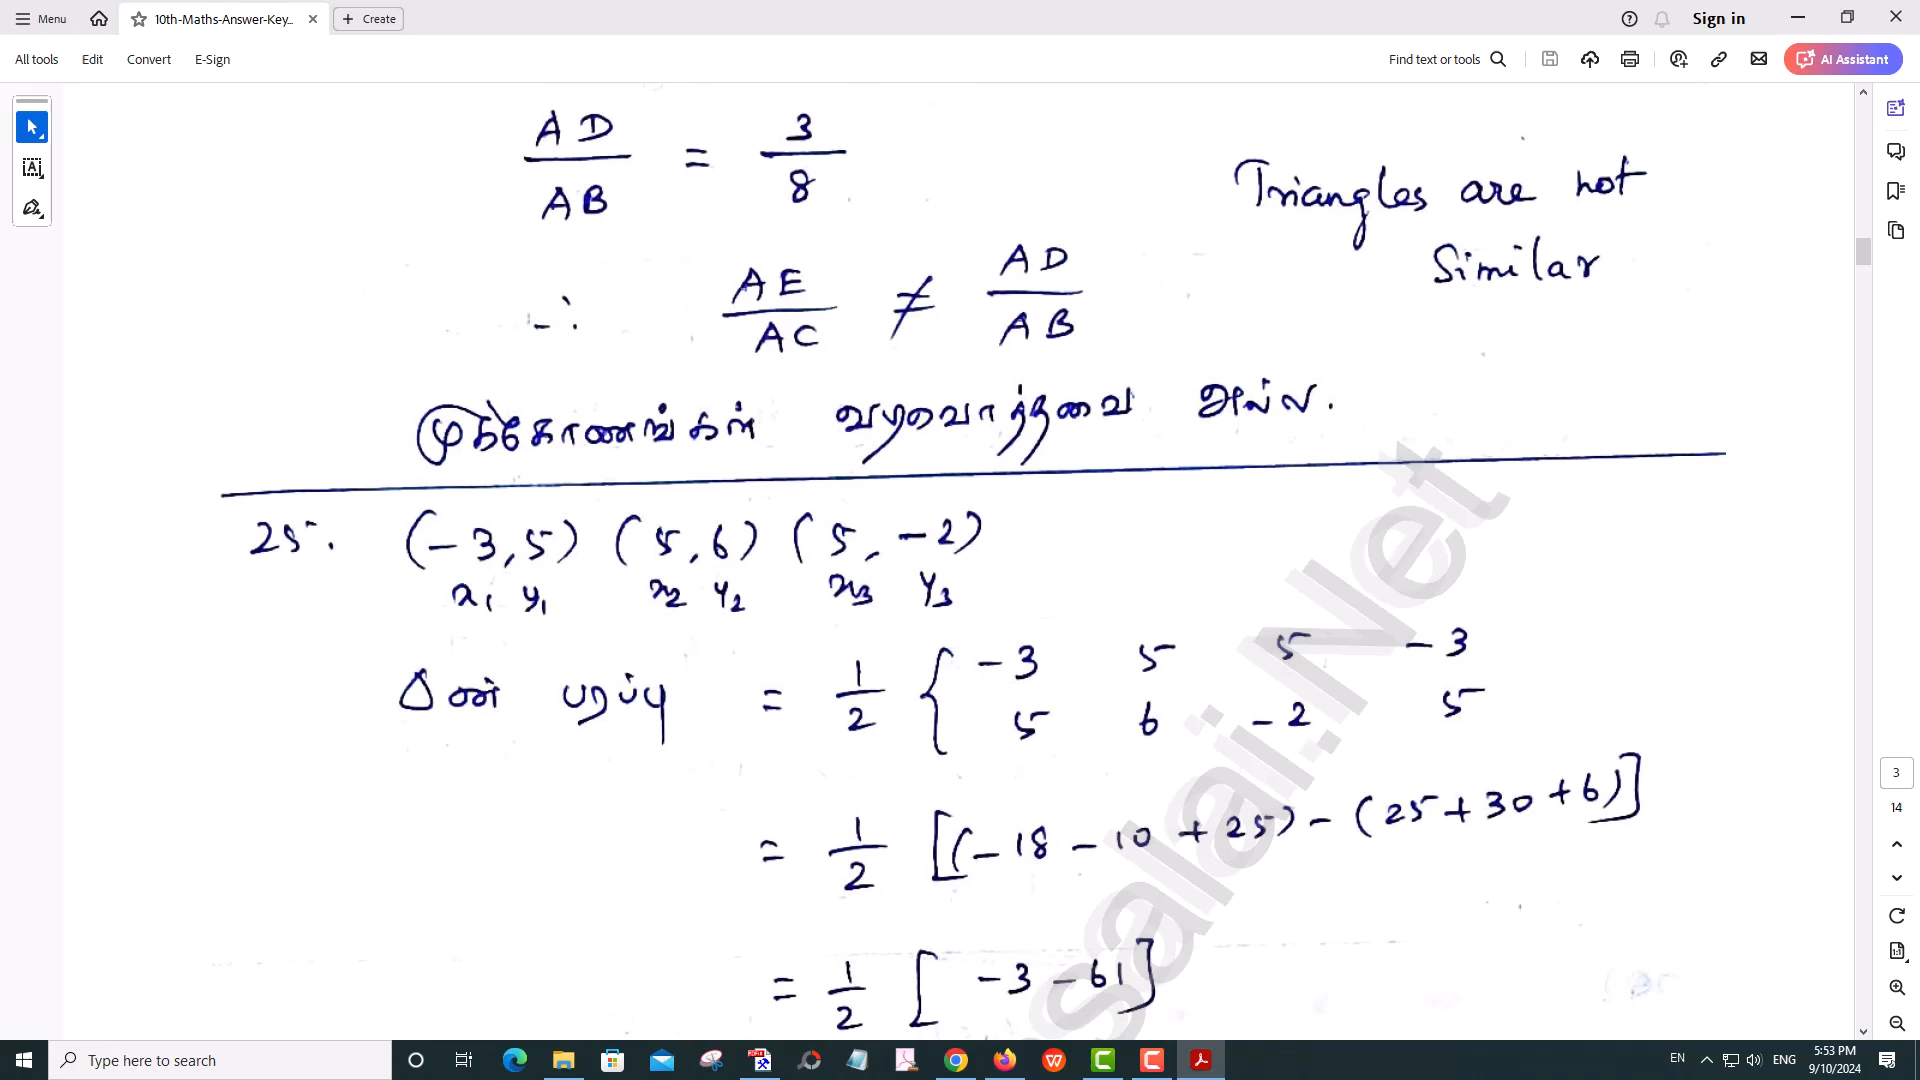 Menu
10th-Maths-Answer-Key...
Create
Sign in
All tools Edit Convert E-Sign
Find text or tools
AI Assistant
AD/AB = 3/8
Triangles are not
Similar
∴ AE/AC ≠ AD/AB
முக்கோணங்கள் வடிவொத்தவை அல்ல.
25. (-3, 5) (5, 6) (5, -2)
x₁ y₁ x₂ y₂ x₃ y₃
Δ ன் பரப்பு = 1/2 { -3 5 5 -3
5 6 -2 5
= 1/2 [(-18 - 10 + 25) - (25 + 30 + 6)]
= 1/2 [ -3 - 61 ]
salai.Net
3
14
Type here to search
EN
ENG
5:53 PM
9/10/2024